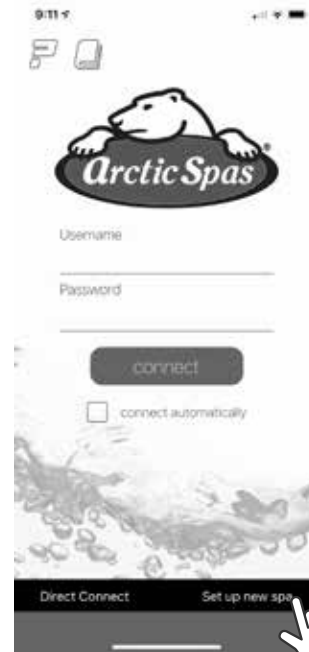 9:11
arctic Spas®
Username
Password
connect
connect automatically
Direct Connect
Set up new spa